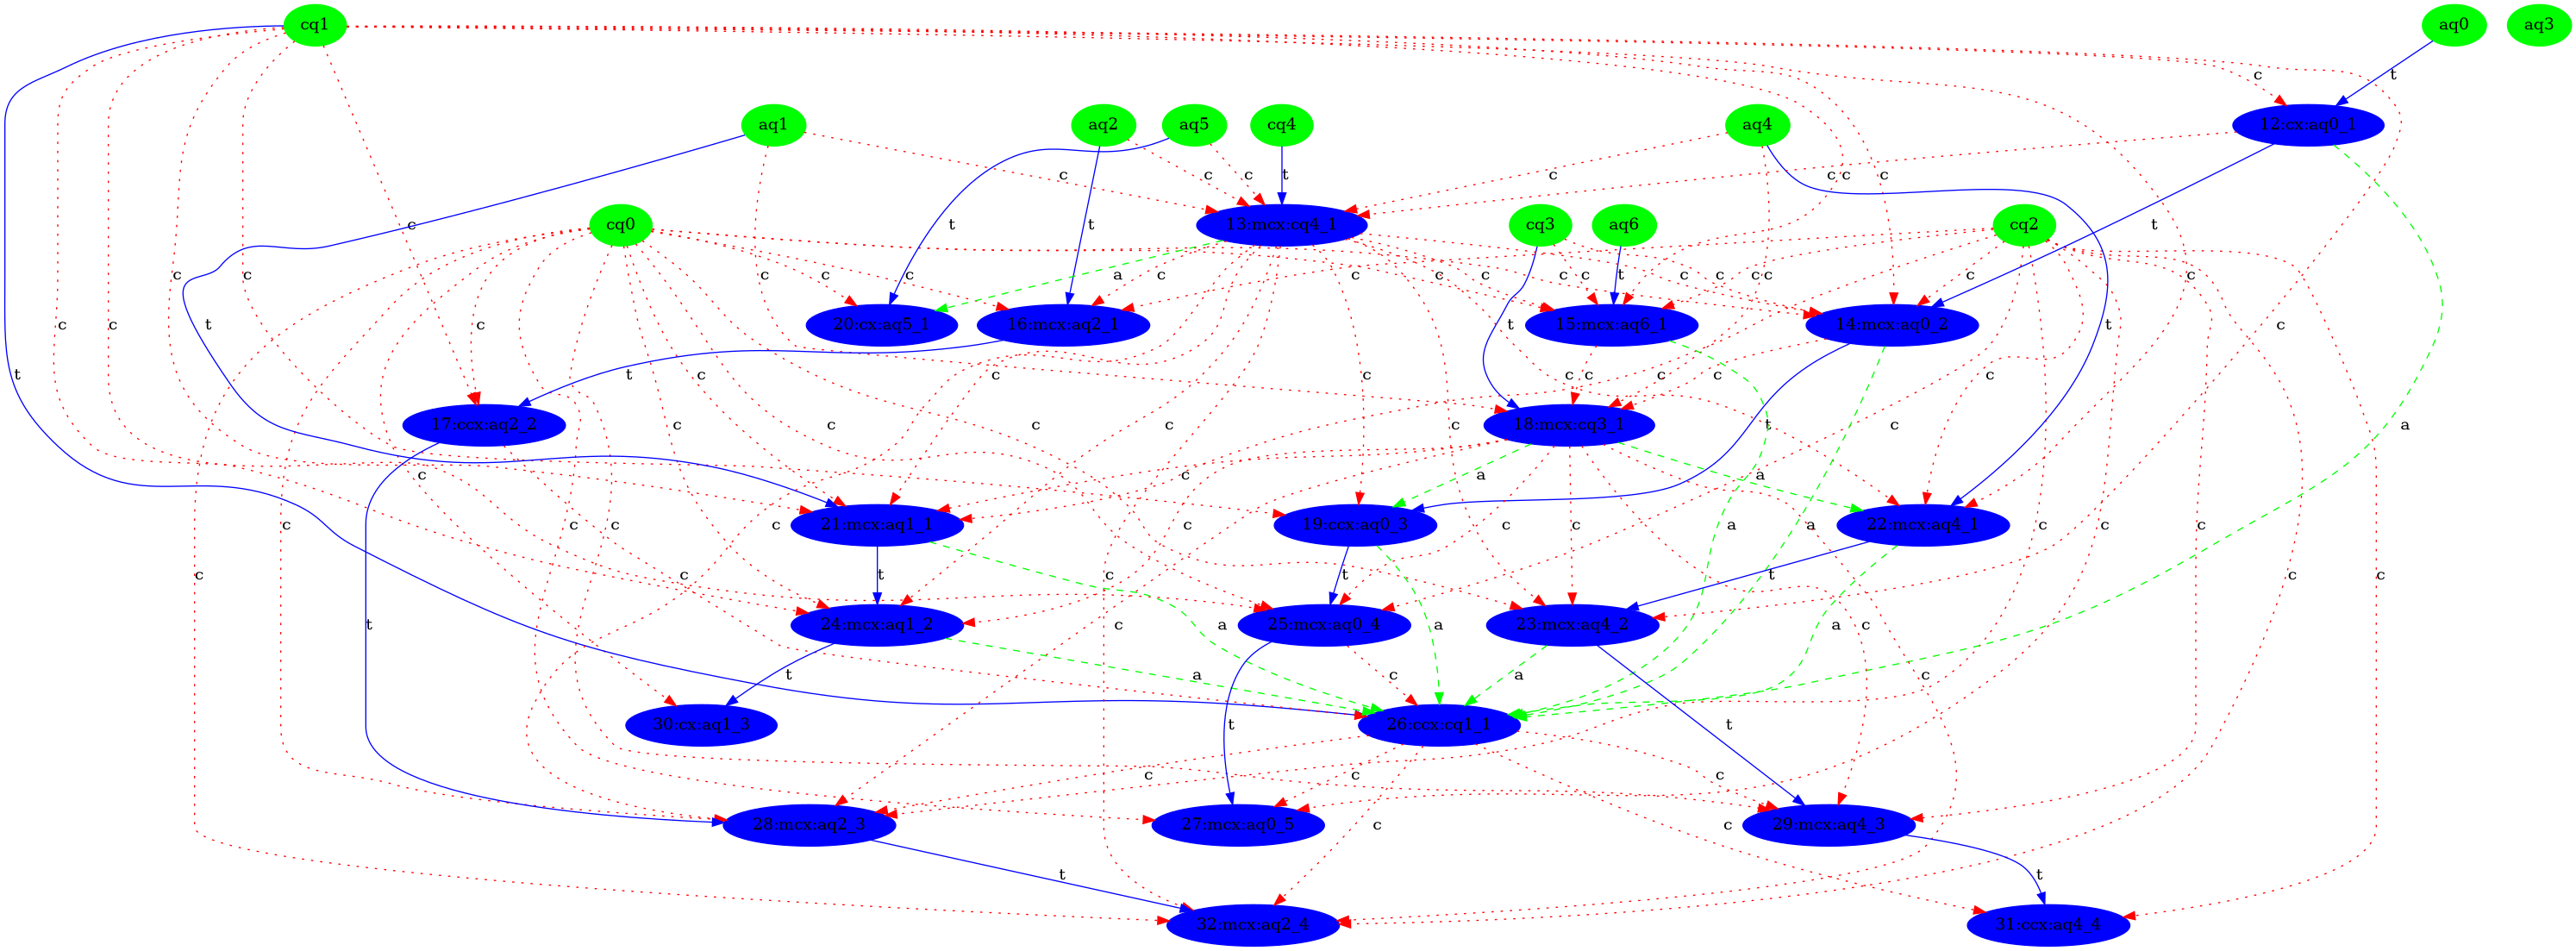 cq1 aq0 aq3
c t
aq1 aq2 aq5 cq4 aq4 12:cx:aq0_1
c c c t c c c c
cq0 c t t 13:mcx:cq4_1 cq3 aq6 cq2 t
c c c c a c c c c c c t c c
20:cx:aq5_1 16:mcx:aq2_1 15:mcx:aq6_1 14:mcx:aq0_2
c c t c t c c t
t c c t c c c c c c c
17:ccx:aq2_2 18:mcx:cq3_1
c c c c c c t c a
t c c c c a c a
21:mcx:aq1_1 19:ccx:aq0_3 22:mcx:aq4_1
c c c c c c c c c c c
c t c c c t c t c c
24:mcx:aq1_2 25:mcx:aq0_4 23:mcx:aq4_2
t t a a c a c a
30:cx:aq1_3 26:ccx:cq1_1
t t c
c c c c
28:mcx:aq2_3 27:mcx:aq0_5 29:mcx:aq4_3
t t
32:mcx:aq2_4 31:ccx:aq4_4